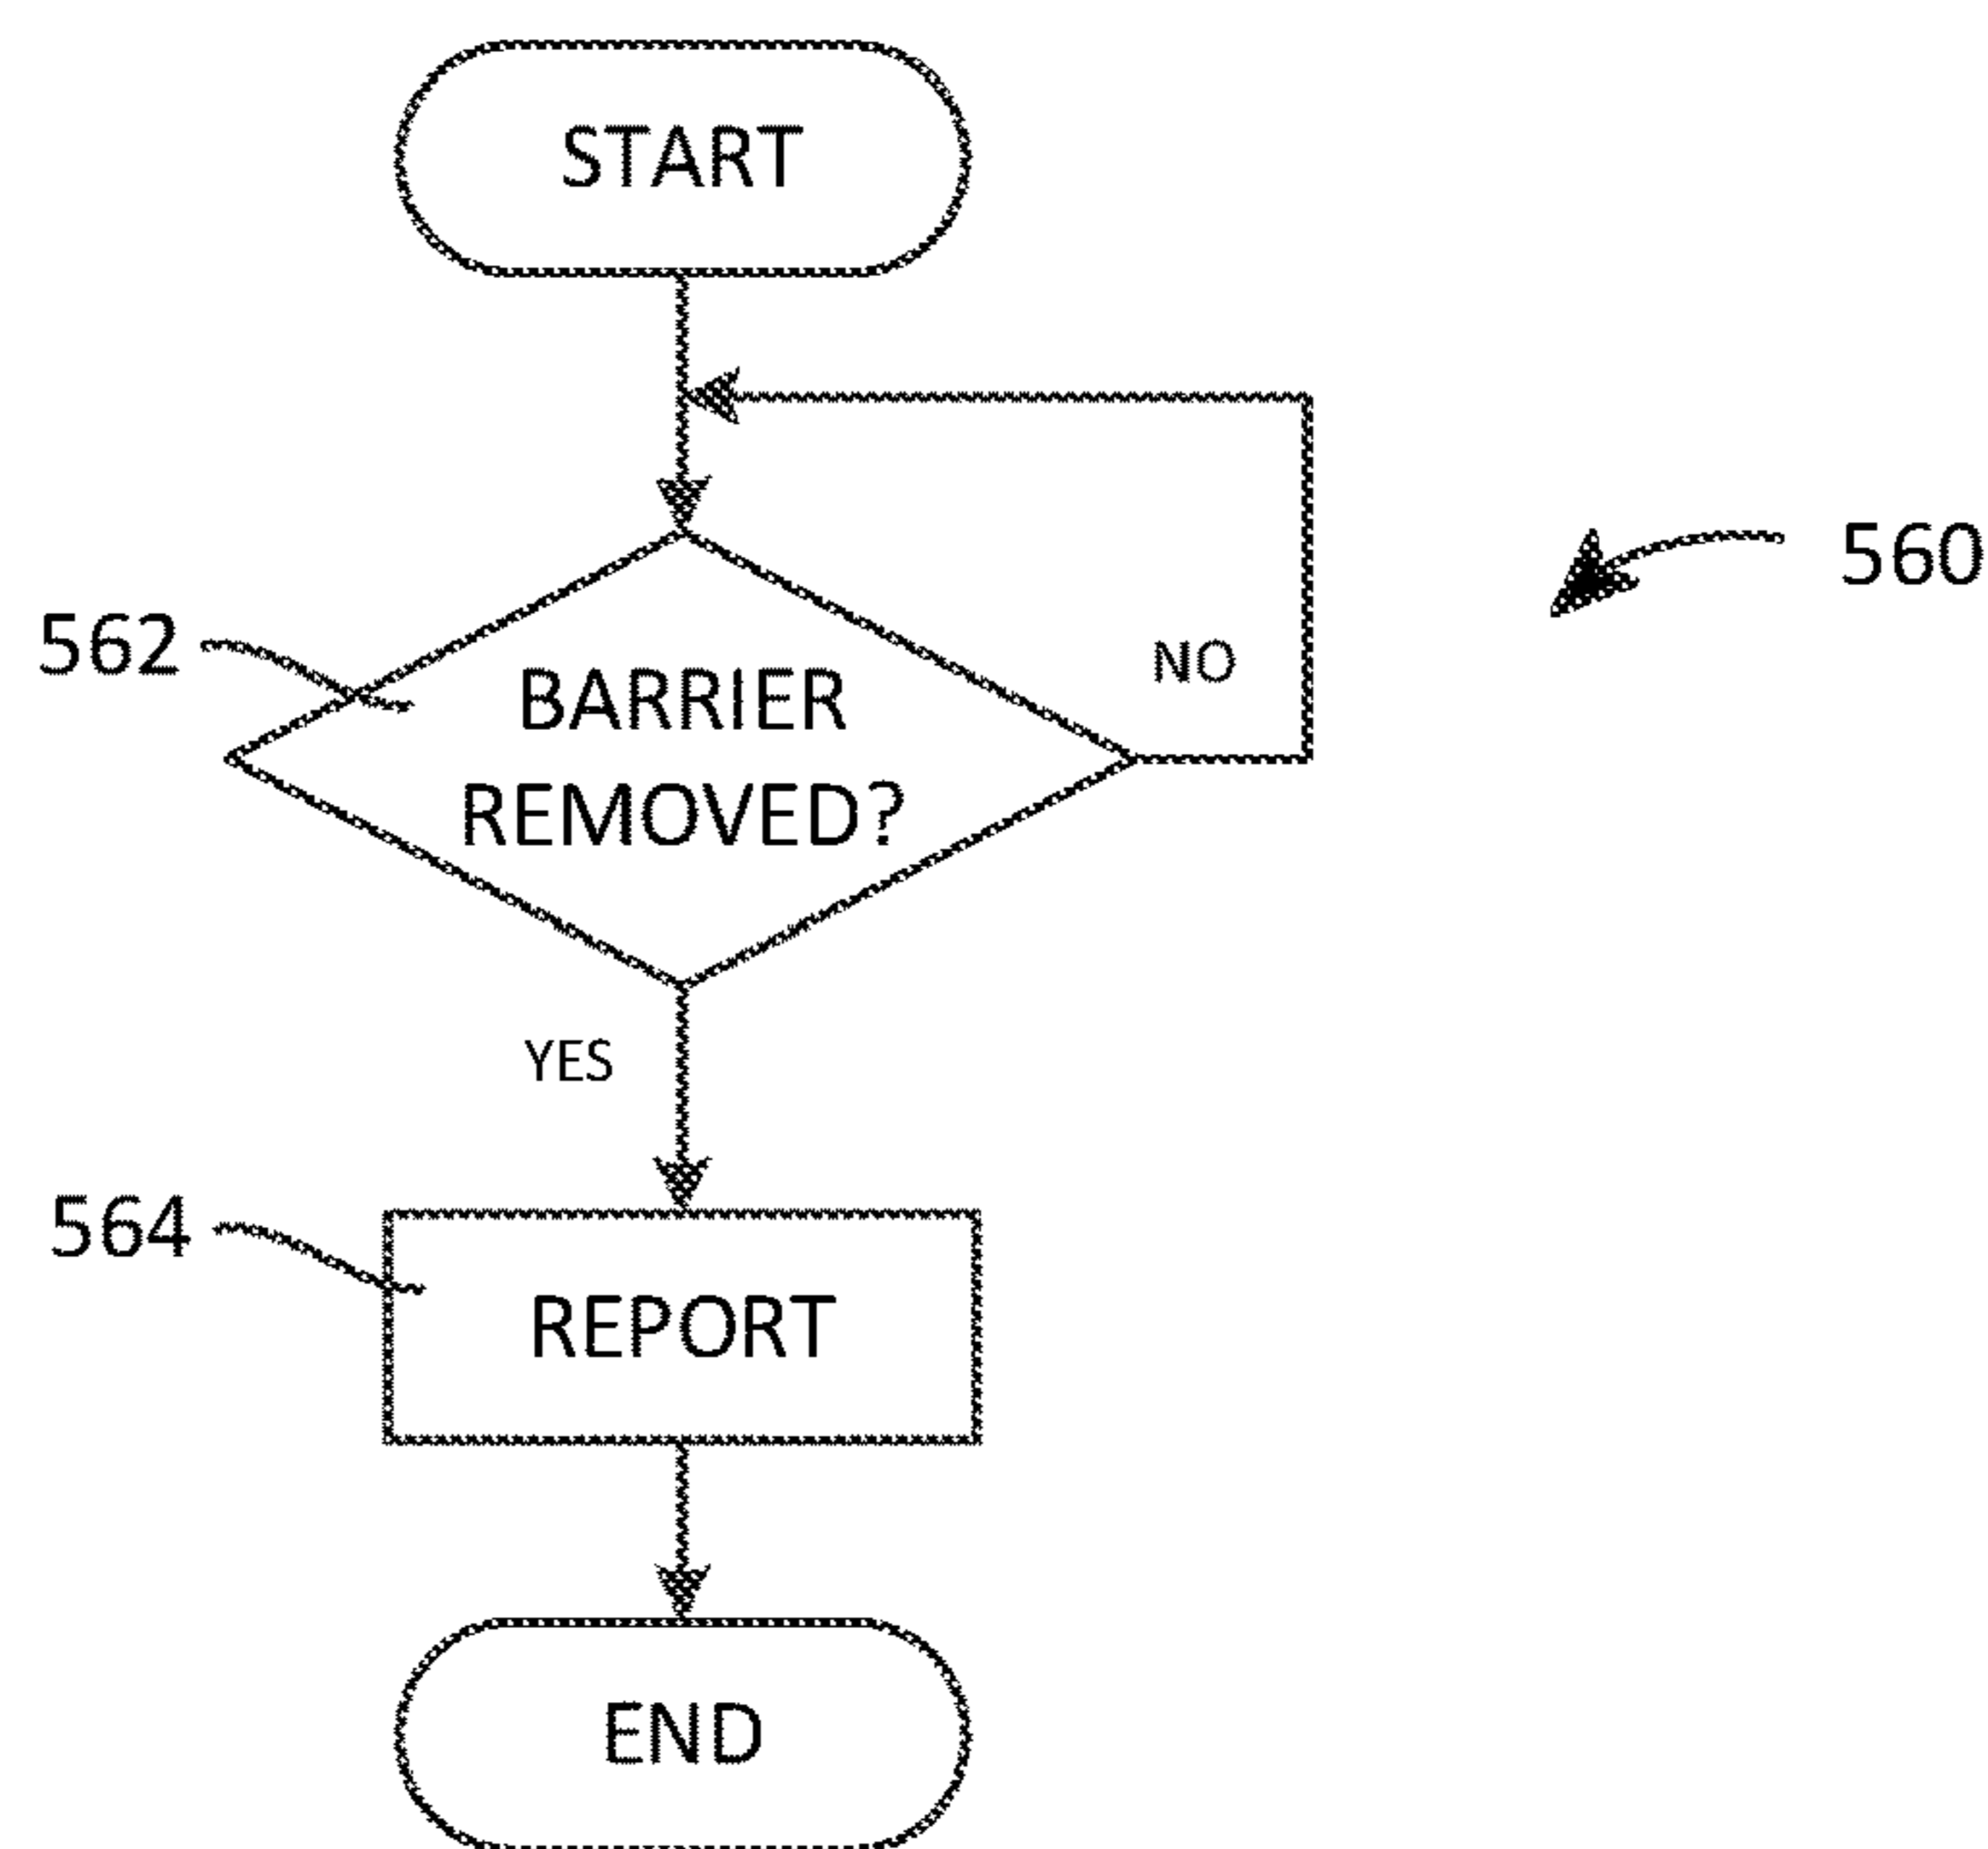 START
560
562
BARRIER
REMOVED?
NO
YES
564
REPORT
END